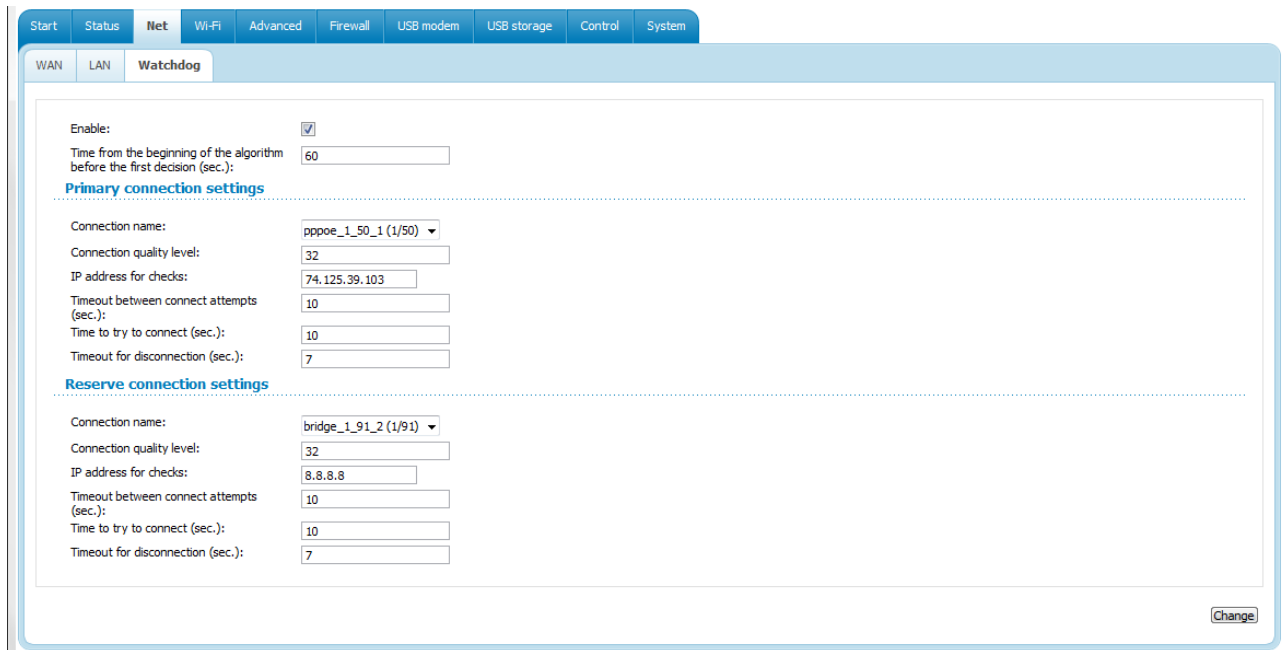 Start Status Net Wi-Fi Advanced Firewall USB modem USB storage Control System
WAN LAN Watchdog
Enable:
Time from the beginning of the algorithm
before the first decision (sec.): 60
Primary connection settings
Connection name: pppoe_1_50_1 (1/50)
Connection quality level: 32
IP address for checks: 74.125.39.103
Timeout between connect attempts
(sec.): 10
Time to try to connect (sec.): 10
Timeout for disconnection (sec.): 7
Reserve connection settings
Connection name: bridge_1_91_2 (1/91)
Connection quality level: 32
IP address for checks: 8.8.8.8
Timeout between connect attempts
(sec.): 10
Time to try to connect (sec.): 10
Timeout for disconnection (sec.): 7
Change